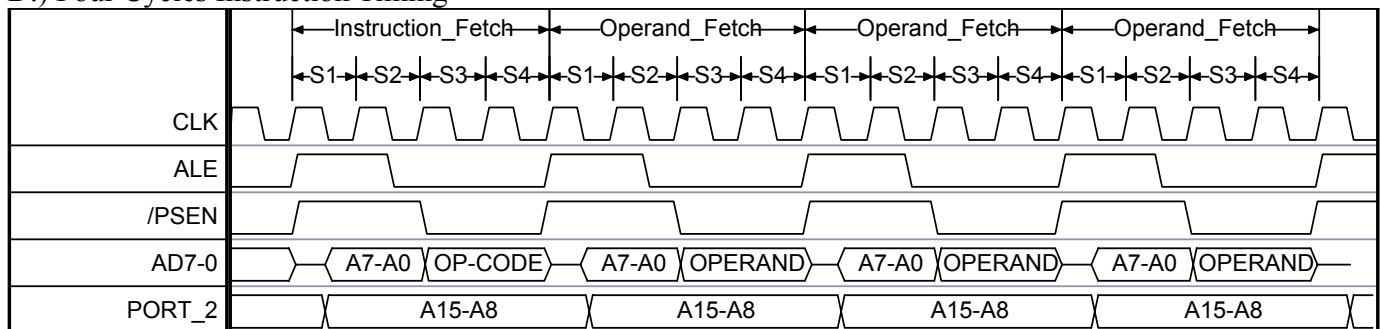 Instruction_Fetch Operand_Fetch Operand_Fetch Operand_Fetch
S1 S2 S3 S4 S1 S2 S3 S4 S1 S2 S3 S4 S1 S2 S3 S4
CLK
ALE
/PSEN
AD7-0 A7-A0 OP-CODE A7-A0 OPERAND A7-A0 OPERAND A7-A0 OPERAND
PORT_2 A15-A8 A15-A8 A15-A8 A15-A8